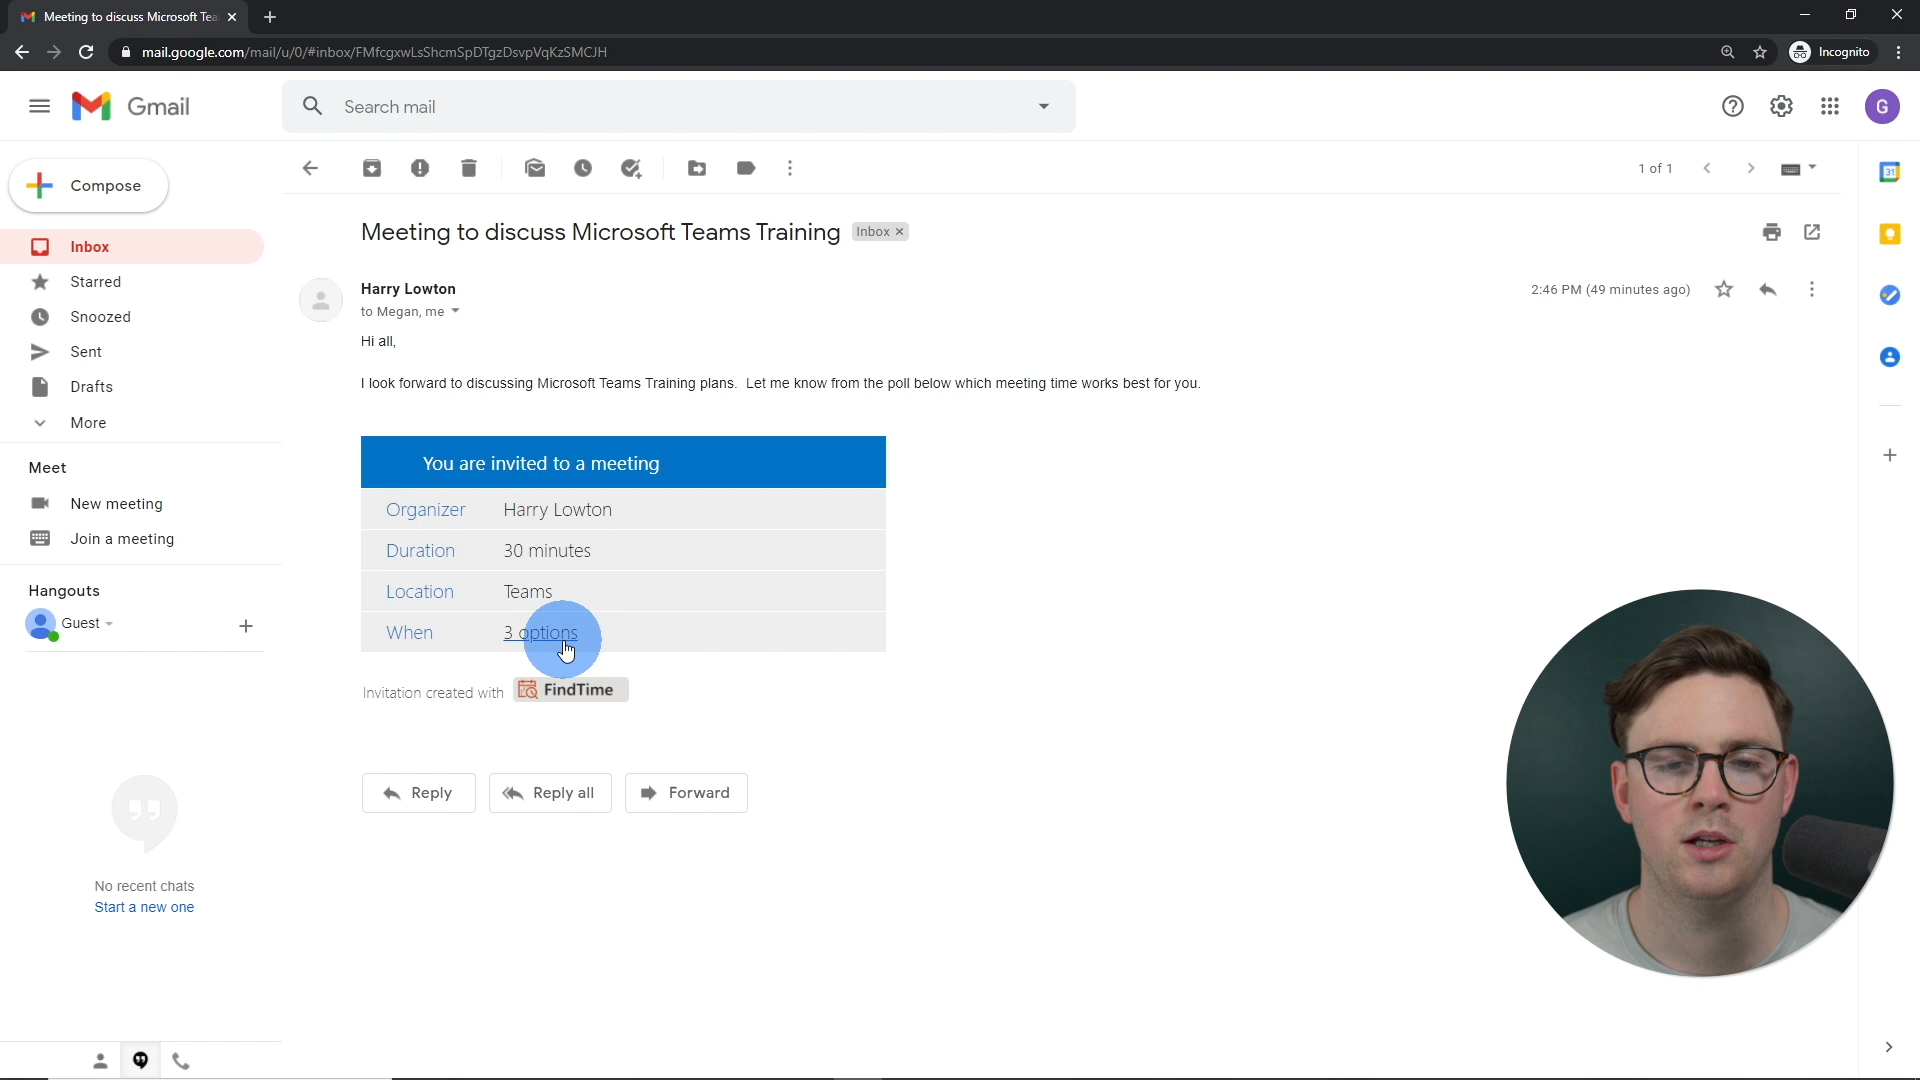 Meeting to discuss Microsoft Tea
mail.google.com/mail/u/0/#inbox/FMfcgxwLsShcmSpDTgzDsvpVqKzSMCJH
Incognito
Gmail
Search mail
G
Compose
1 of 1
31
Meeting to discuss Microsoft Teams Training
Inbox ×
Inbox
Starred
Snoozed
Sent
Drafts
More
Harry Lowton
2:46 PM (49 minutes ago)
to Megan, me
Hi all,
I look forward to discussing Microsoft Teams Training plans. Let me know from the poll below which meeting time works best for you.
You are invited to a meeting
Organizer Harry Lowton
Duration 30 minutes
Location Teams
When 3 options
Invitation created with FindTime
Reply
Reply all
Forward
Meet
New meeting
Join a meeting
Hangouts
Guest
No recent chats
Start a new one